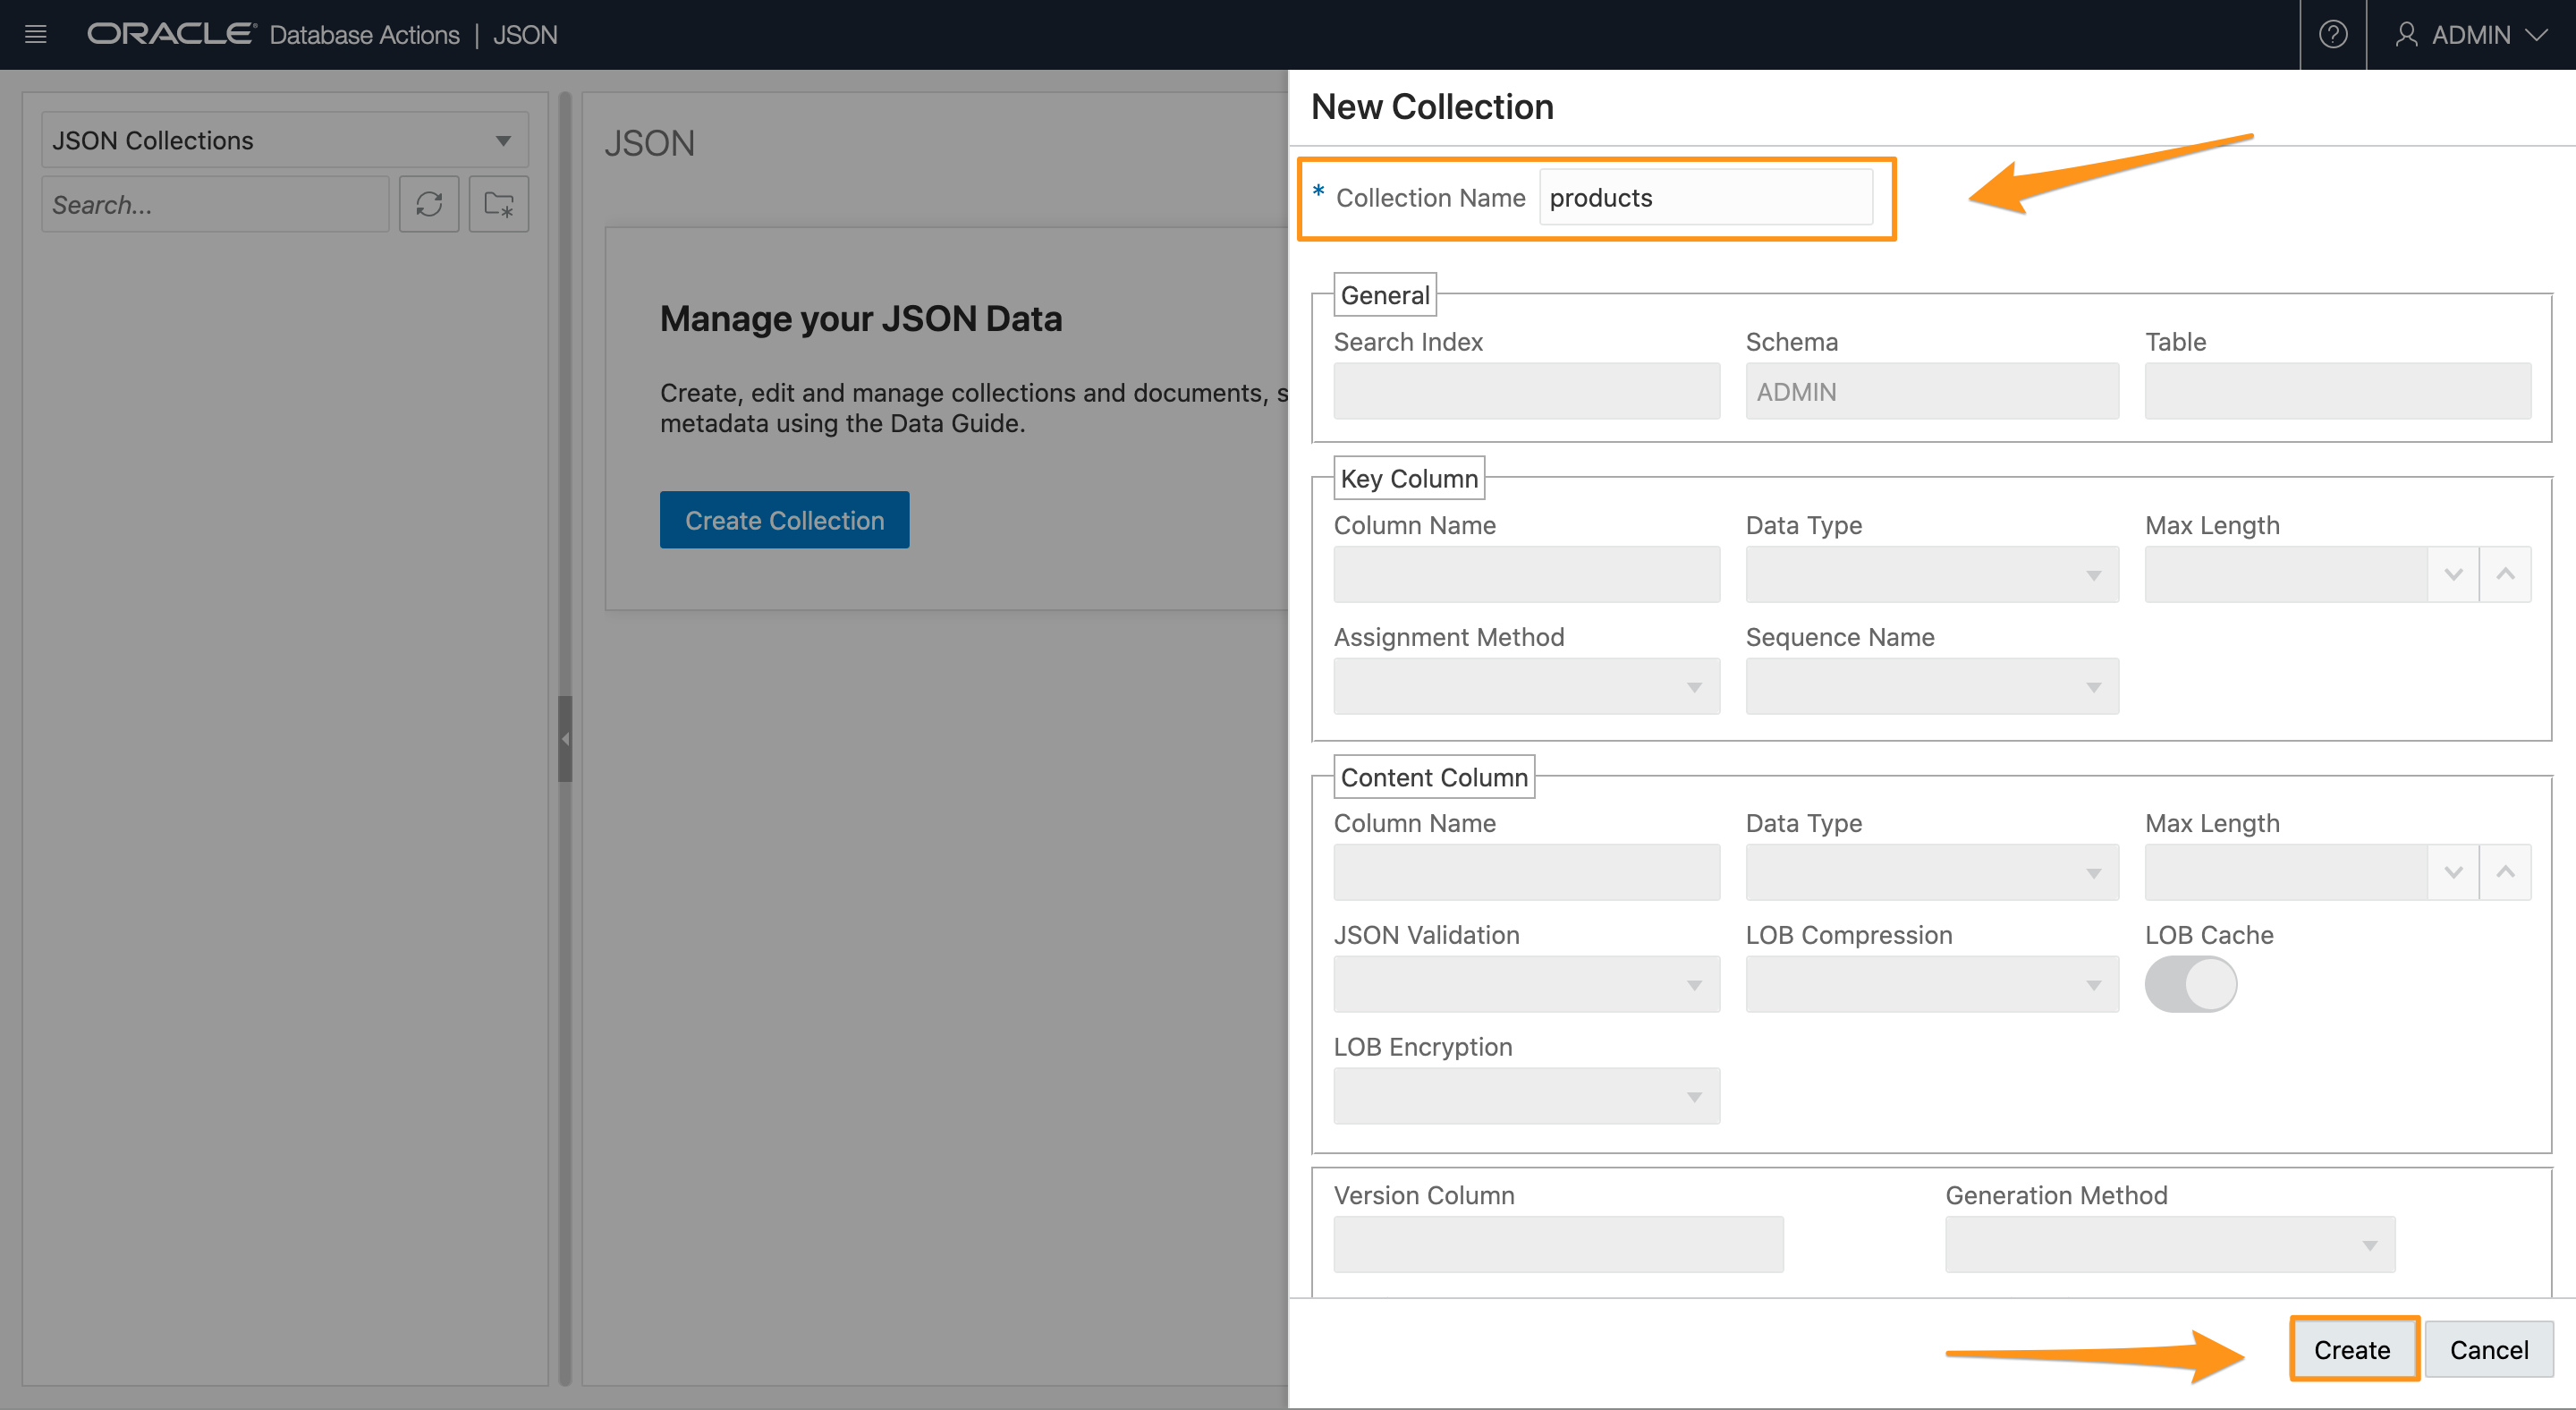 ORACLE® Database Actions | JSON
ADMIN
JSON Collections
Search...
JSON
Manage your JSON Data
Create, edit and manage collections and documents, s
metadata using the Data Guide.
Create Collection
New Collection
* Collection Name products
General
Search Index Schema Table
ADMIN
Key Column
Column Name Data Type Max Length
Assignment Method Sequence Name
Content Column
Column Name Data Type Max Length
JSON Validation LOB Compression LOB Cache
LOB Encryption
Version Column Generation Method
Create Cancel